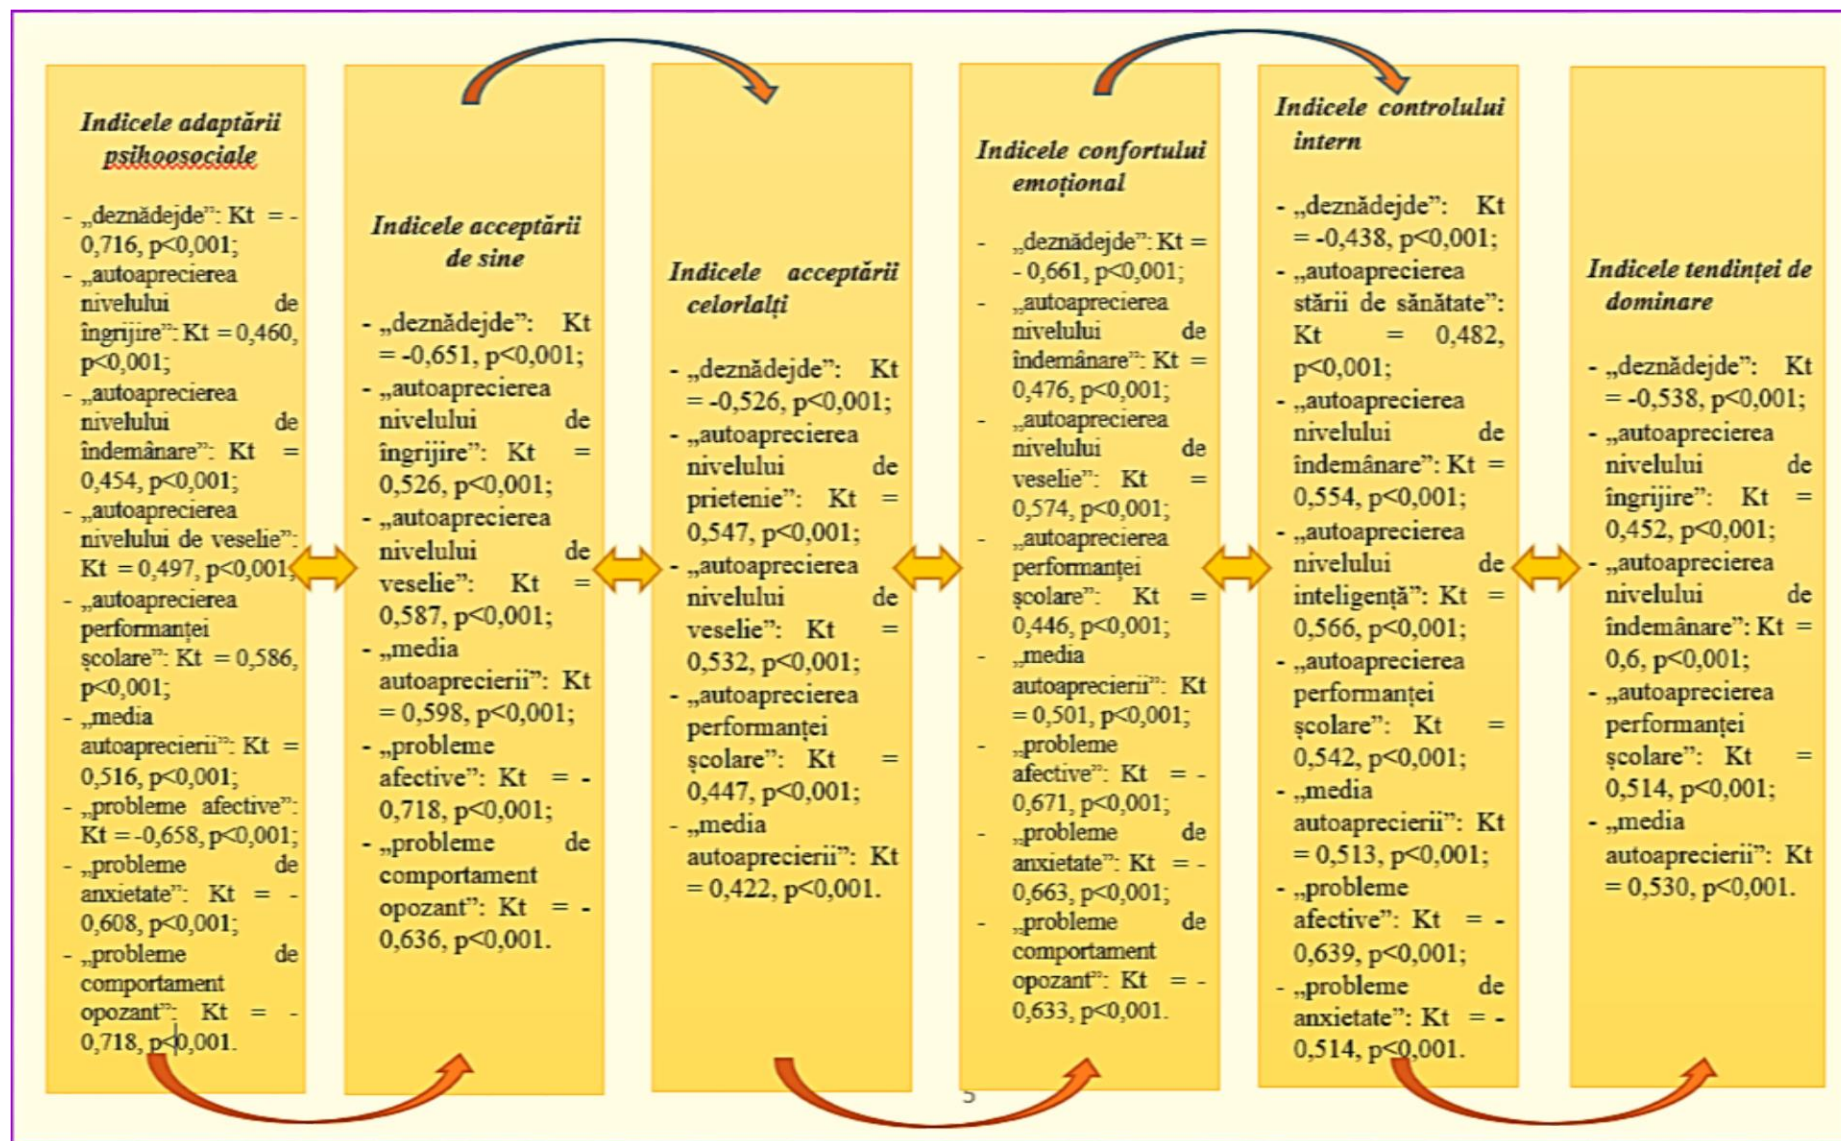 Indicele adaptării
psihoosociale
- „deznădejde”: Kt = -
0,716, p<0,001;
- „autoaprecierea
nivelului de
îngrijire”: Kt = 0,460,
p<0,001;
- „autoaprecierea
nivelului de
îndemânare”: Kt =
0,454, p<0,001;
- „autoaprecierea
nivelului de veselie”:
Kt = 0,497, p<0,001;
- „autoaprecierea
performanței
școlare”: Kt = 0,586,
p<0,001;
- „media
autoaprecierii”: Kt =
0,516, p<0,001;
- „probleme afective”:
Kt = -0,658, p<0,001;
- „probleme de
anxietate”: Kt = -
0,608, p<0,001;
- „probleme de
comportament
opozant”: Kt = -
0,718, p<0,001.
Indicele acceptării
de sine
- „deznădejde”: Kt
= -0,651, p<0,001;
- „autoaprecierea
nivelului de
îngrijire”: Kt =
0,526, p<0,001;
- „autoaprecierea
nivelului de
veselie”: Kt =
0,587, p<0,001;
- „media
autoaprecierii”: Kt
= 0,598, p<0,001;
- „probleme
afective”: Kt = -
0,718, p<0,001;
- „probleme de
comportament
opozant”: Kt = -
0,636, p<0,001.
Indicele acceptării
celorlalți
- „deznădejde”: Kt
= -0,526, p<0,001;
- „autoaprecierea
nivelului de
prietenie”: Kt =
0,547, p<0,001;
- „autoaprecierea
nivelului de
veselie”: Kt =
0,532, p<0,001;
- „autoaprecierea
performanței
școlare”: Kt =
0,447, p<0,001;
- „media
autoaprecierii”: Kt
= 0,422, p<0,001.
Indicele confortului
emoțional
- „deznădejde”: Kt =
- 0,661, p<0,001;
- „autoaprecierea
nivelului de
îndemânare”: Kt =
0,476, p<0,001;
- „autoaprecierea
nivelului de
veselie”: Kt =
0,574, p<0,001;
- „autoaprecierea
performanței
școlare”: Kt =
0,446, p<0,001;
- „media
autoaprecierii”: Kt
= 0,501, p<0,001;
- „probleme
afective”: Kt = -
0,671, p<0,001;
- „probleme de
anxietate”: Kt = -
0,663, p<0,001;
- „probleme de
comportament
opozant”: Kt = -
0,633, p<0,001.
Indicele controlului
intern
- „deznădejde”: Kt
= -0,438, p<0,001;
- „autoaprecierea
stării de sănătate”:
Kt = 0,482,
p<0,001;
- „autoaprecierea
nivelului de
îndemânare”: Kt =
0,554, p<0,001;
- „autoaprecierea
nivelului de
inteligență”: Kt =
0,566, p<0,001;
- „autoaprecierea
performanței
școlare”: Kt =
0,542, p<0,001;
- „media
autoaprecierii”: Kt
= 0,513, p<0,001;
- „probleme
afective”: Kt = -
0,639, p<0,001;
- „probleme de
anxietate”: Kt = -
0,514, p<0,001.
Indicele tendinței de
dominare
- „deznădejde”: Kt
= -0,538, p<0,001;
- „autoaprecierea
nivelului de
îngrijire”: Kt =
0,452, p<0,001;
- „autoaprecierea
nivelului de
îndemânare”: Kt =
0,6, p<0,001;
- „autoaprecierea
performanței
școlare”: Kt =
0,514, p<0,001;
- „media
autoaprecierii”: Kt
= 0,530, p<0,001.
5